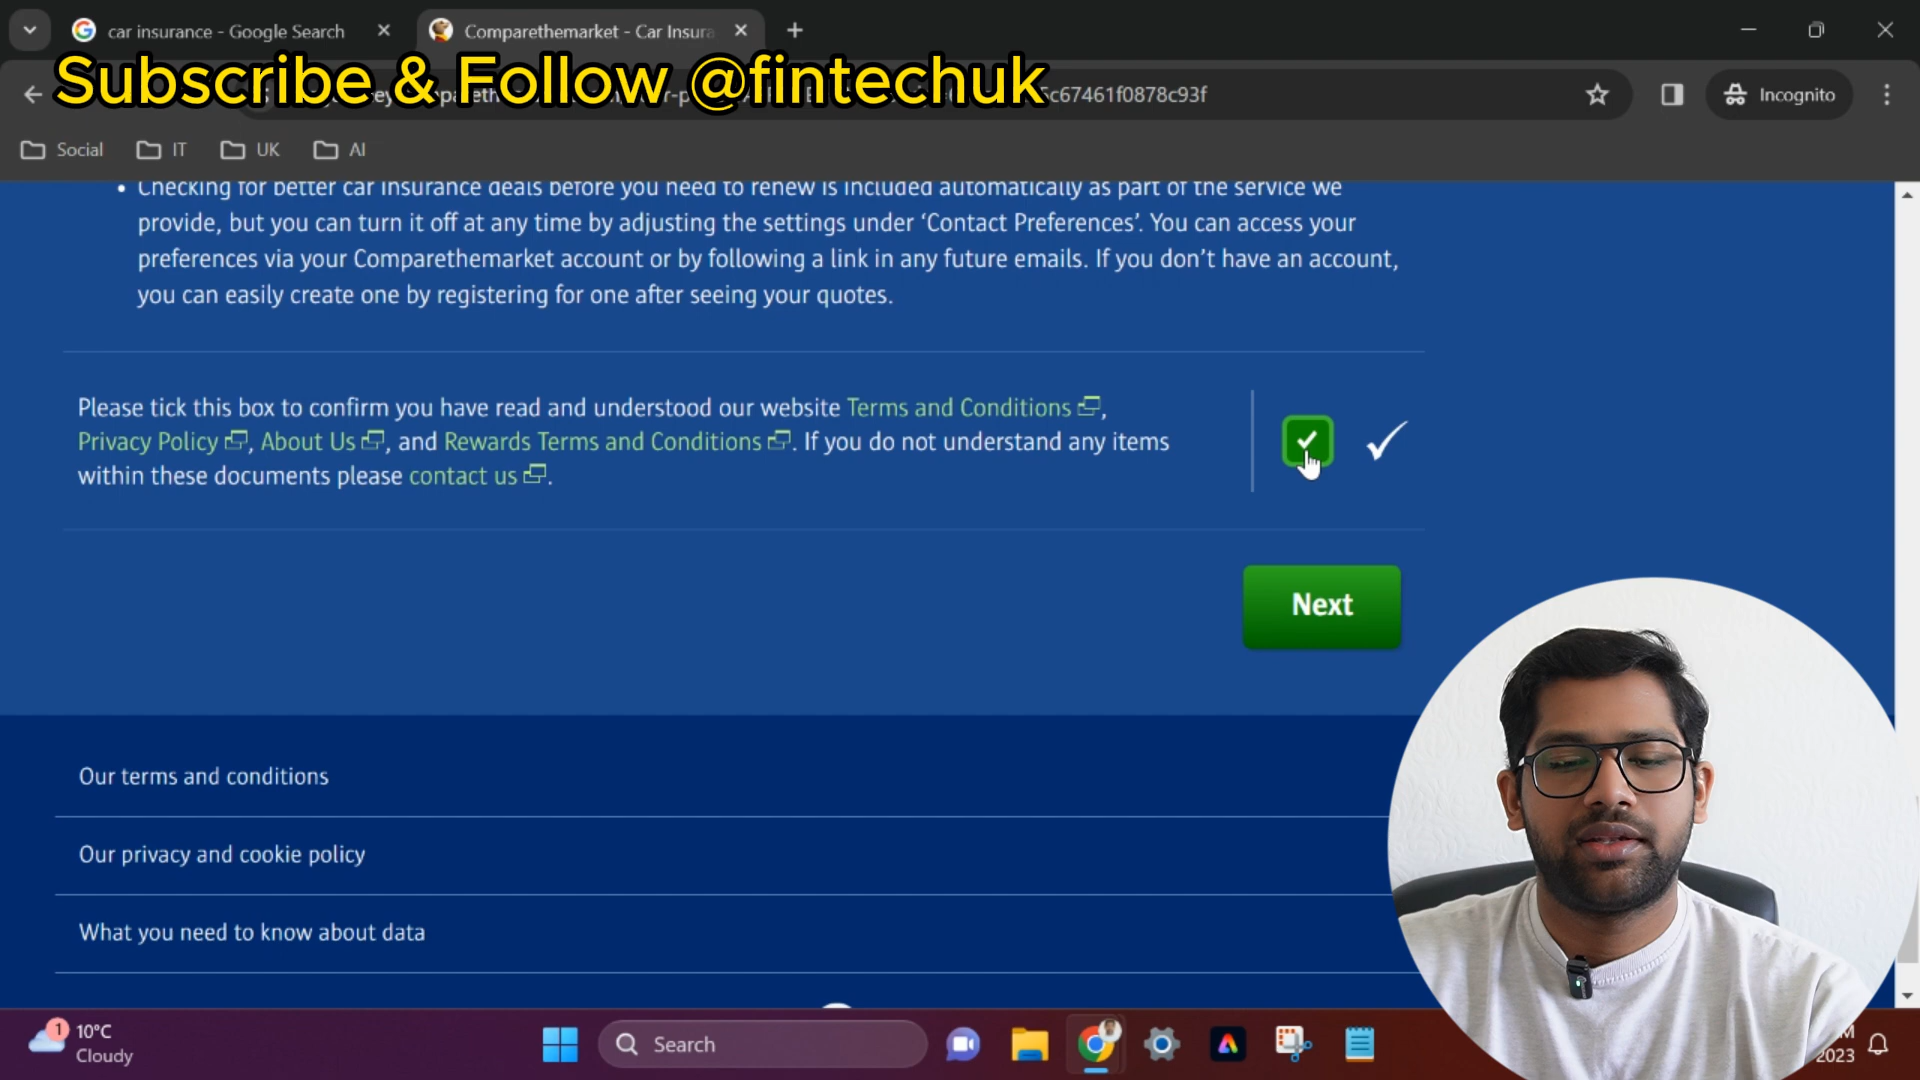 car insurance - Google Search
Comparethemarket - Car Insura
Subscribe & Follow @fintechuk
5c67461f0878c93f
Incognito
Social
IT
UK
AI
• Checking for better car insurance deals before you need to renew is included automatically as part of the service we
provide, but you can turn it off at any time by adjusting the settings under ‘Contact Preferences’. You can access your
preferences via your Comparethemarket account or by following a link in any future emails. If you don’t have an account,
you can easily create one by registering for one after seeing your quotes.
Please tick this box to confirm you have read and understood our website Terms and Conditions,
Privacy Policy, About Us, and Rewards Terms and Conditions. If you do not understand any items
within these documents please contact us.
Next
Our terms and conditions
Our privacy and cookie policy
What you need to know about data
1
10°C
Cloudy
Search
2023